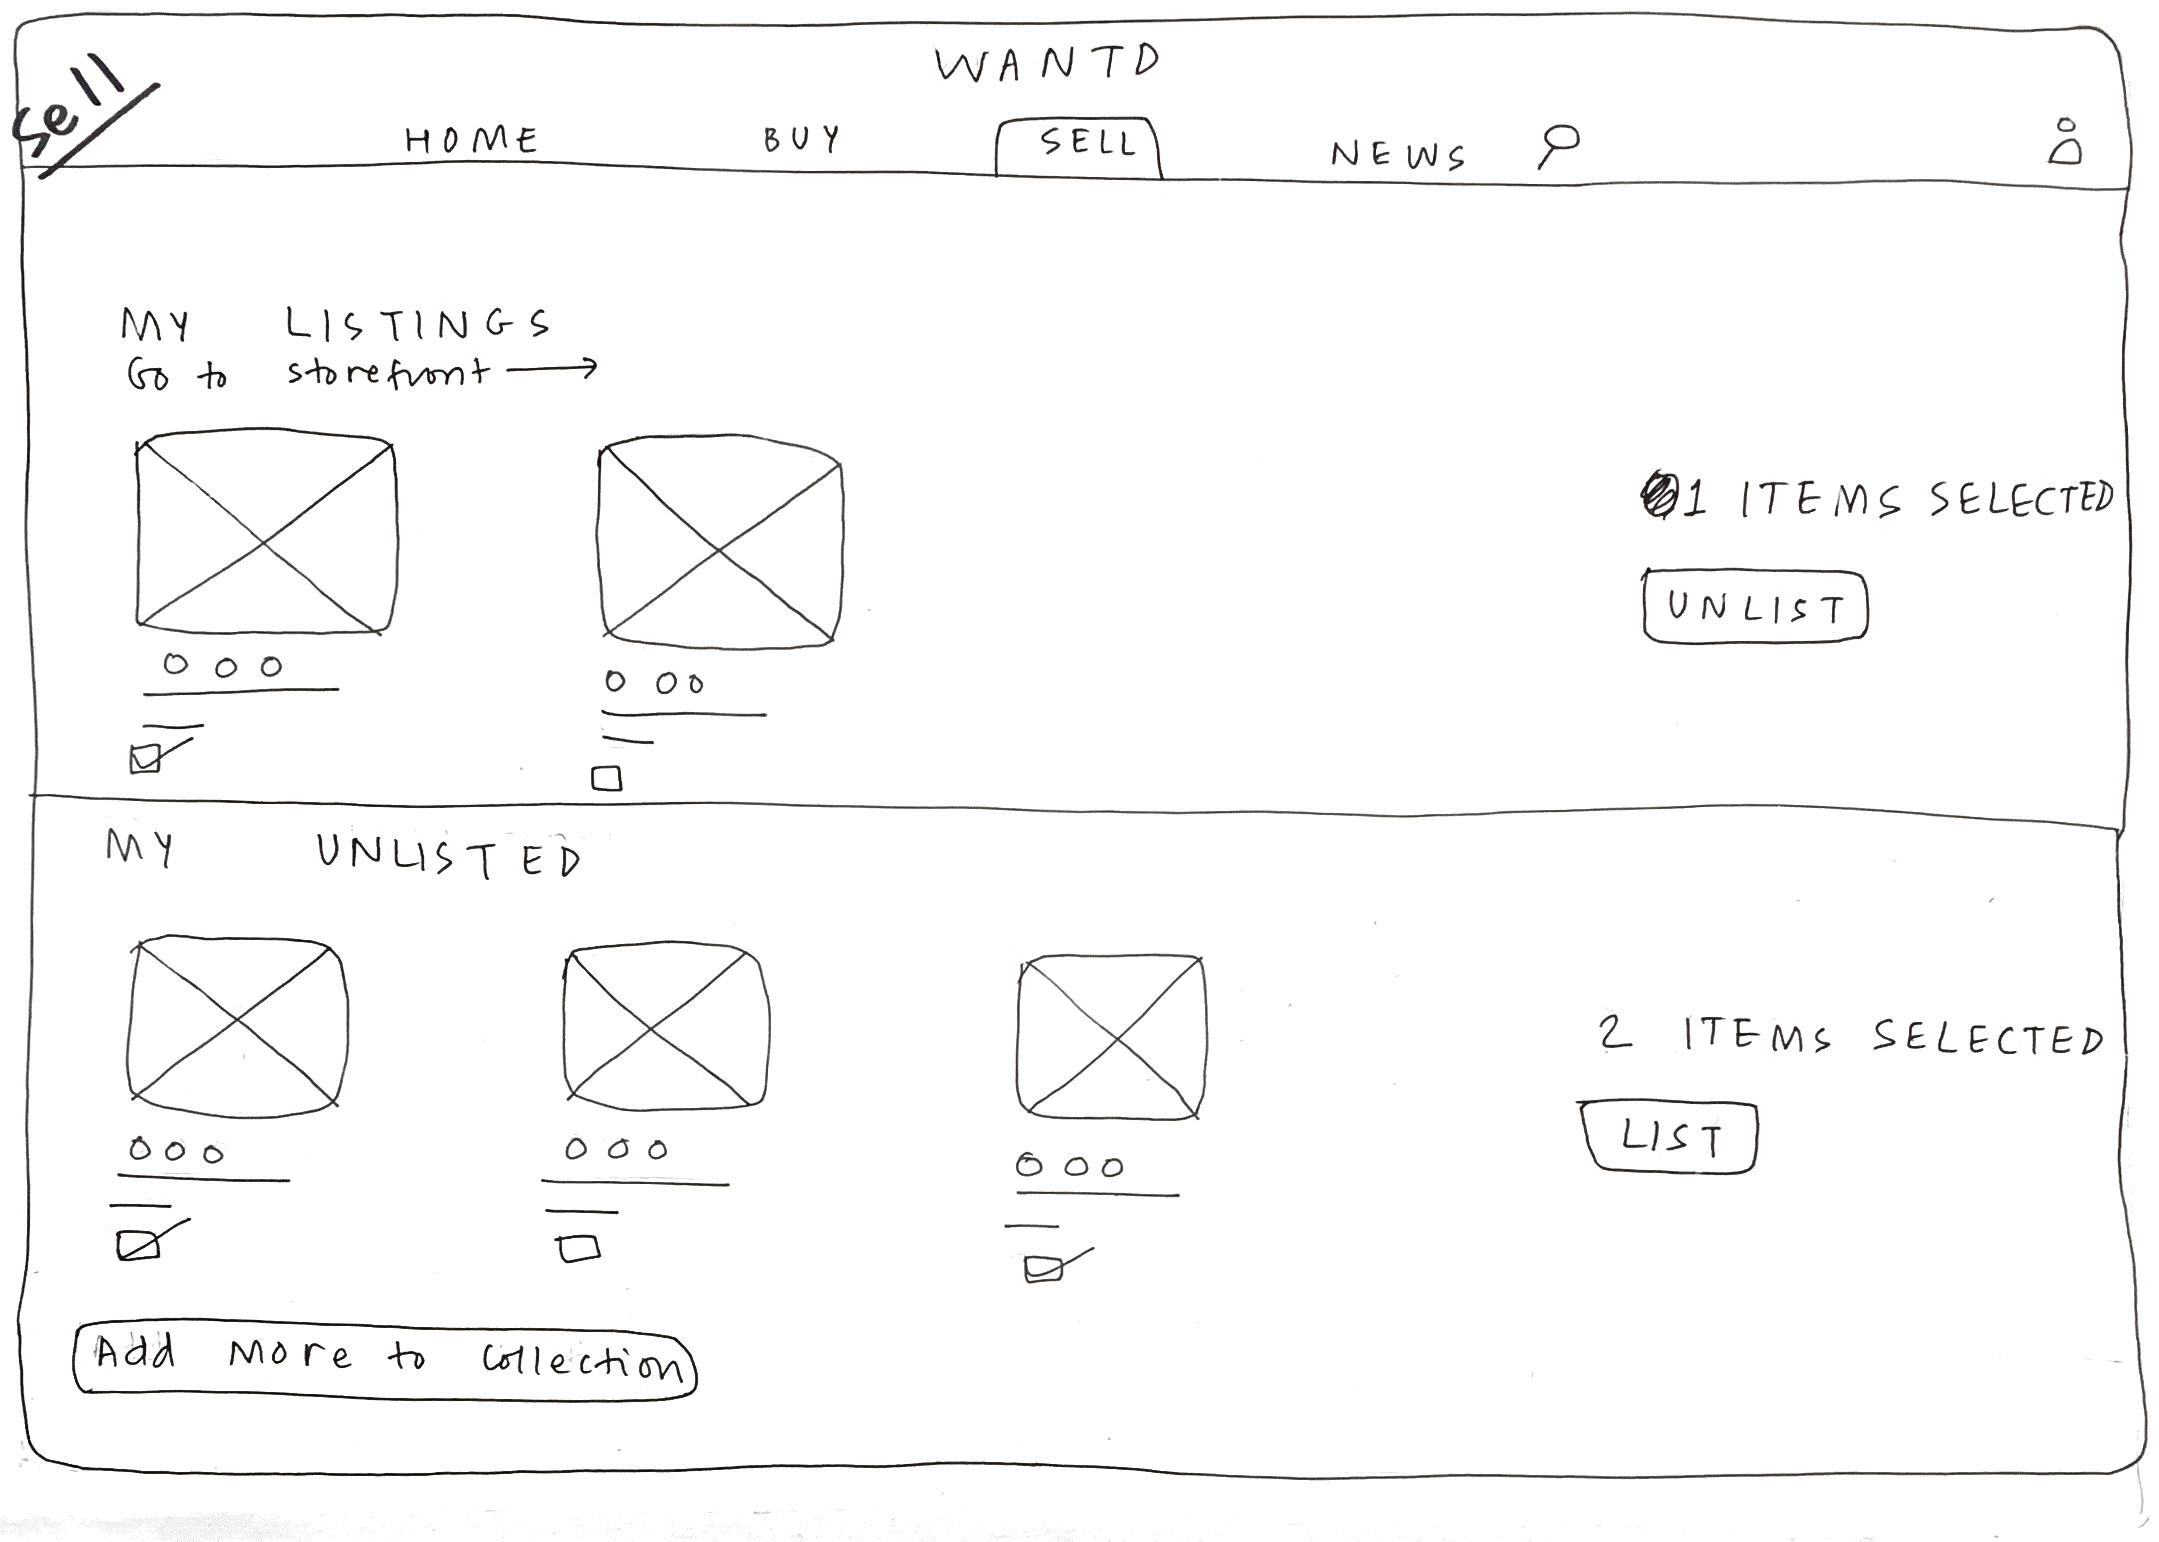 WANTD
Sell
HOME BUY SELL NEWS
MY LISTINGS
Go to storefront
1 ITEMS SELECTED
UNLIST
MY UNLISTED
2 ITEMS SELECTED
LIST
Add More to collection